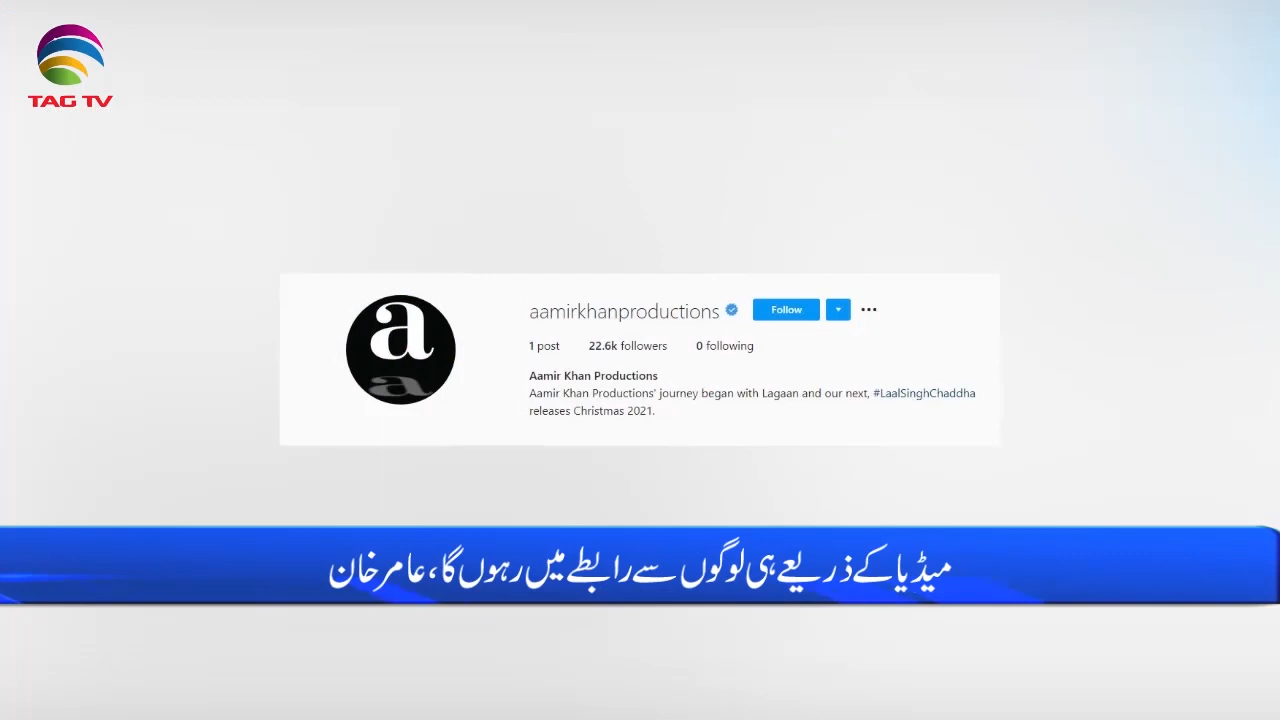 TAG TV
a
aamirkhanproductions Follow
1 post 22.6k followers 0 following
Aamir Khan Productions
Aamir Khan Productions' journey began with Lagaan and our next, #LaalSinghChaddha
releases Christmas 2021.
میڈیا کے ذریعے ہی لوگوں سے رابطے میں رہوں گا، عامر خان